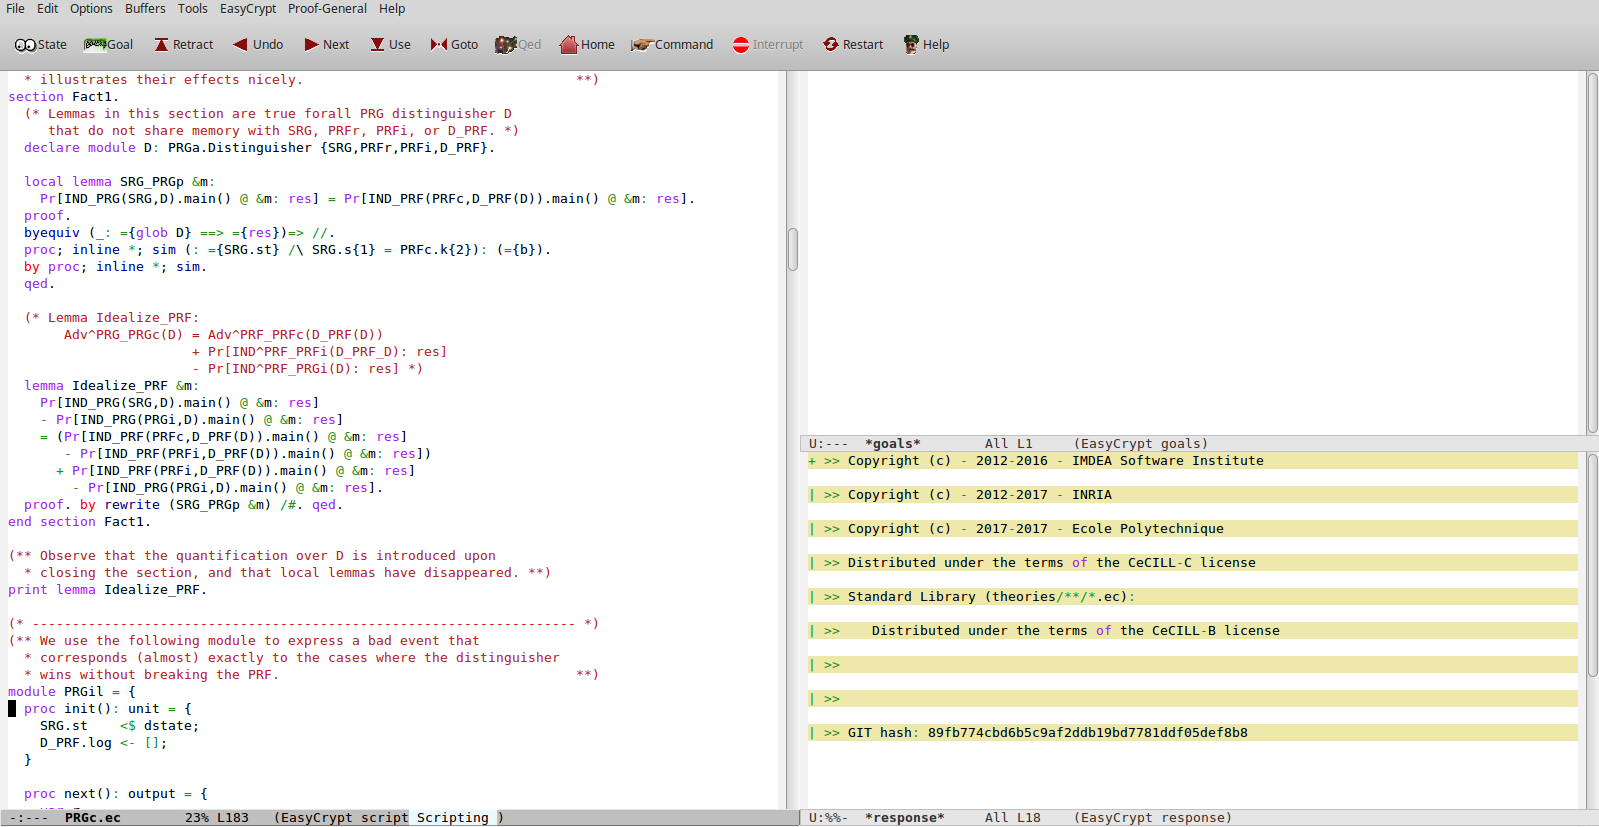 File Edit Options Buffers Tools EasyCrypt Proof-General Help
State Goal Retract Undo Next Use Goto Qed Home Command Interrupt Restart Help
  * illustrates their effects nicely.                                  **)
section Fact1.
  (* Lemmas in this section are true forall PRG distinguisher D
     that do not share memory with SRG, PRFr, PRFi, or D_PRF. *)
  declare module D: PRGa.Distinguisher {SRG,PRFr,PRFi,D_PRF}.
  local lemma SRG_PRGp &m:
    Pr[IND_PRG(SRG,D).main() @ &m: res] = Pr[IND_PRF(PRFc,D_PRF(D)).main() @ &m: res].
  proof.
  byequiv (_: ={glob D} ==> ={res})=> //.
  proc; inline *; sim (: ={SRG.st} /\ SRG.s{1} = PRFc.k{2}): (={b}).
  by proc; inline *; sim.
  qed.
  (* Lemma Idealize_PRF:
       Adv^PRG_PRGc(D) = Adv^PRF_PRFc(D_PRF(D))
                       + Pr[IND^PRF_PRFi(D_PRF_D): res]
                       - Pr[IND^PRF_PRGi(D): res] *)
  lemma Idealize_PRF &m:
    Pr[IND_PRG(SRG,D).main() @ &m: res]
    - Pr[IND_PRG(PRGi,D).main() @ &m: res]
    = (Pr[IND_PRF(PRFc,D_PRF(D)).main() @ &m: res]
       - Pr[IND_PRF(PRFi,D_PRF(D)).main() @ &m: res])
      + Pr[IND_PRF(PRFi,D_PRF(D)).main() @ &m: res]
        - Pr[IND_PRG(PRGi,D).main() @ &m: res].
  proof. by rewrite (SRG_PRGp &m) /#. qed.
end section Fact1.
(** Observe that the quantification over D is introduced upon
  * closing the section, and that local lemmas have disappeared. **)
print lemma Idealize_PRF.
(* -------------------------------------------------------------------- *)
(** We use the following module to express a bad event that
  * corresponds (almost) exactly to the cases where the distinguisher
  * wins without breaking the PRF.                                     **)
module PRGil = {
  proc init(): unit = {
    SRG.st    <$ dstate;
    D_PRF.log <- [];
  }
  proc next(): output = {
-:---  PRGc.ec        23% L183   (EasyCrypt script Scripting )
U:---  *goals*        All L1     (EasyCrypt goals)
+ >> Copyright (c) - 2012-2016 - IMDEA Software Institute
| >> Copyright (c) - 2012-2017 - INRIA
| >> Copyright (c) - 2017-2017 - Ecole Polytechnique
| >> Distributed under the terms of the CeCILL-C license
| >> Standard Library (theories/**/*.ec):
| >>    Distributed under the terms of the CeCILL-B license
| >>
| >>
| >> GIT hash: 89fb774cbd6b5c9af2ddb19bd7781ddf05def8b8
U:%%-  *response*     All L18    (EasyCrypt response)